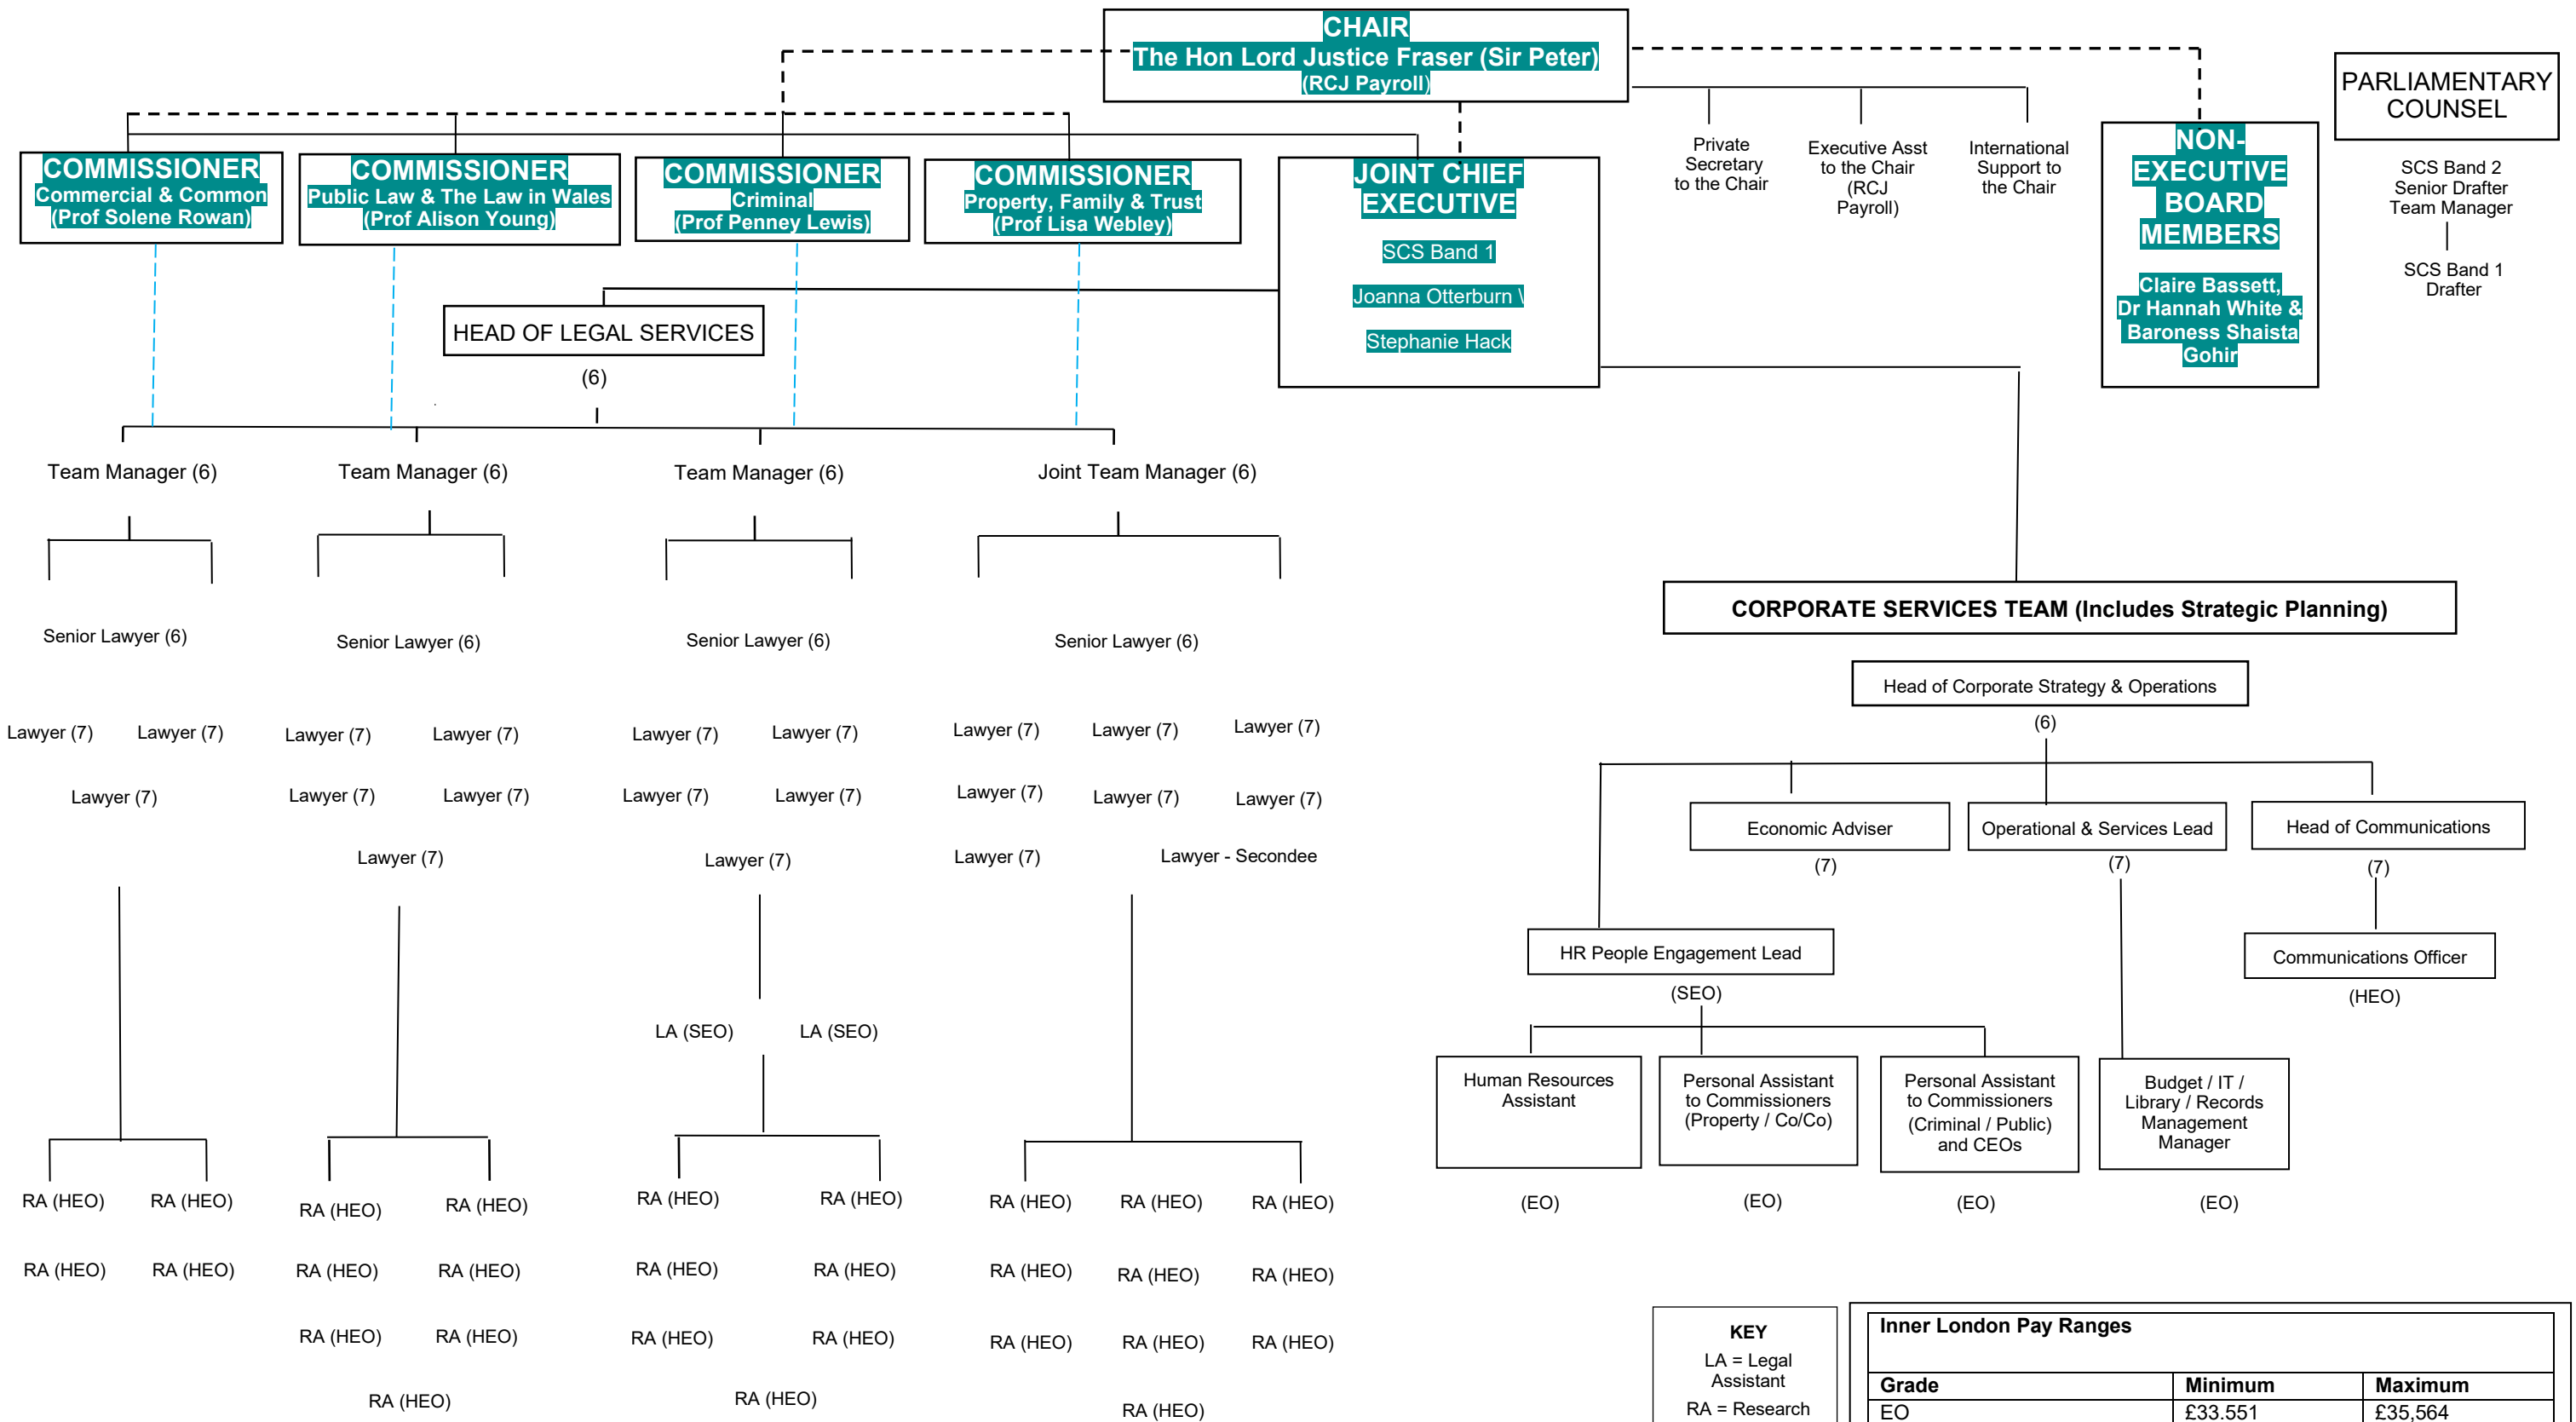 CHAIR
The Hon Lord Justice Fraser (Sir Peter)
(RCJ Payroll)
PARLIAMENTARY
COUNSEL
SCS Band 2
Senior Drafter
Team Manager
SCS Band 1
Drafter
Private
Secretary
to the Chair
Executive Asst
to the Chair
(RCJ
Payroll)
International
Support to
the Chair
NON-
EXECUTIVE
BOARD
MEMBERS
Claire Bassett,
Dr Hannah White &
Baroness Shaista
Gohir
COMMISSIONER
Commercial & Common
(Prof Solene Rowan)
COMMISSIONER
Public Law & The Law in Wales
(Prof Alison Young)
COMMISSIONER
Criminal
(Prof Penney Lewis)
COMMISSIONER
Property, Family & Trust
(Prof Lisa Webley)
JOINT CHIEF
EXECUTIVE
SCS Band 1
Joanna Otterburn \
Stephanie Hack
HEAD OF LEGAL SERVICES
(6)
Team Manager (6)
Team Manager (6)
Team Manager (6)
Joint Team Manager (6)
Senior Lawyer (6)
Senior Lawyer (6)
Senior Lawyer (6)
Senior Lawyer (6)
Lawyer (7) Lawyer (7)
Lawyer (7)
Lawyer (7) Lawyer (7)
Lawyer (7) Lawyer (7)
Lawyer (7)
Lawyer (7) Lawyer (7)
Lawyer (7) Lawyer (7)
Lawyer (7)
Lawyer (7) Lawyer (7) Lawyer (7)
Lawyer (7) Lawyer (7) Lawyer (7)
Lawyer (7) Lawyer - Secondee
LA (SEO) LA (SEO)
RA (HEO) RA (HEO)
RA (HEO) RA (HEO)
RA (HEO) RA (HEO)
RA (HEO) RA (HEO)
RA (HEO) RA (HEO)
RA (HEO)
RA (HEO) RA (HEO)
RA (HEO) RA (HEO)
RA (HEO) RA (HEO)
RA (HEO)
RA (HEO) RA (HEO) RA (HEO)
RA (HEO) RA (HEO) RA (HEO)
RA (HEO) RA (HEO) RA (HEO)
RA (HEO)
CORPORATE SERVICES TEAM (Includes Strategic Planning)
Head of Corporate Strategy & Operations
(6)
Economic Adviser
(7)
Operational & Services Lead
(7)
Head of Communications
(7)
HR People Engagement Lead
(SEO)
Communications Officer
(HEO)
Human Resources
Assistant
(EO)
Personal Assistant
to Commissioners
(Property / Co/Co)
(EO)
Personal Assistant
to Commissioners
(Criminal / Public)
and CEOs
(EO)
Budget / IT /
Library / Records
Management
Manager
(EO)
KEY
LA = Legal
Assistant
RA = Research
Inner London Pay Ranges
Grade Minimum Maximum
EO £33.551 £35,564